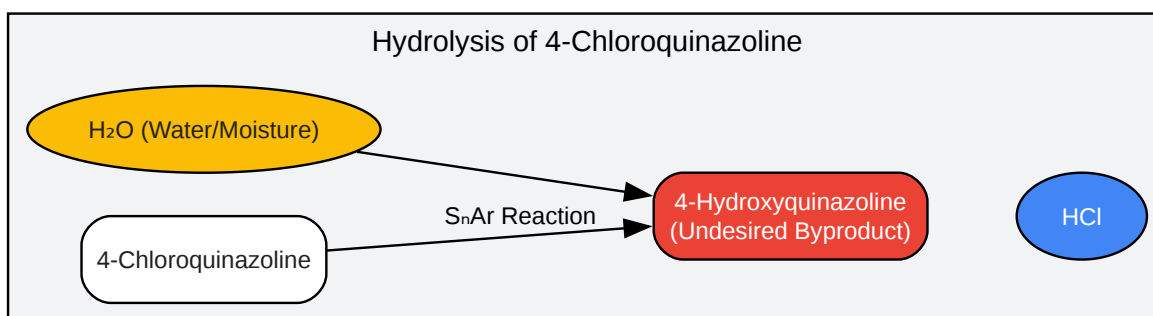 Hydrolysis of 4-Chloroquinazoline
H₂O (Water/Moisture)
4-Chloroquinazoline
SₙAr Reaction
4-Hydroxyquinazoline
(Undesired Byproduct)
HCl